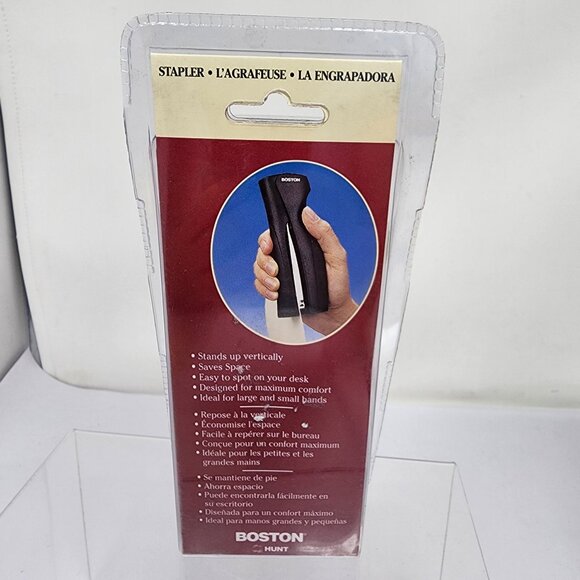 STAPLER • L'AGRAFEUSE • LA ENGRAPADORA
BOSTON
• Stands up vertically
• Saves Space
• Easy to spot on your desk
• Designed for maximum comfort
• Ideal for large and small hands
• Repose à la verticale
• Économise l'espace
• Facile à repérer sur le bureau
• Conçue pour un confort maximum
• Idéale pour les petites et les
grandes mains
• Se mantiene de pie
• Ahorra espacio
• Puede encontrarla fácilmente en
su escritorio
• Diseñada para un confort máximo
• Ideal para manos grandes y pequeñas
BOSTON
HUNT